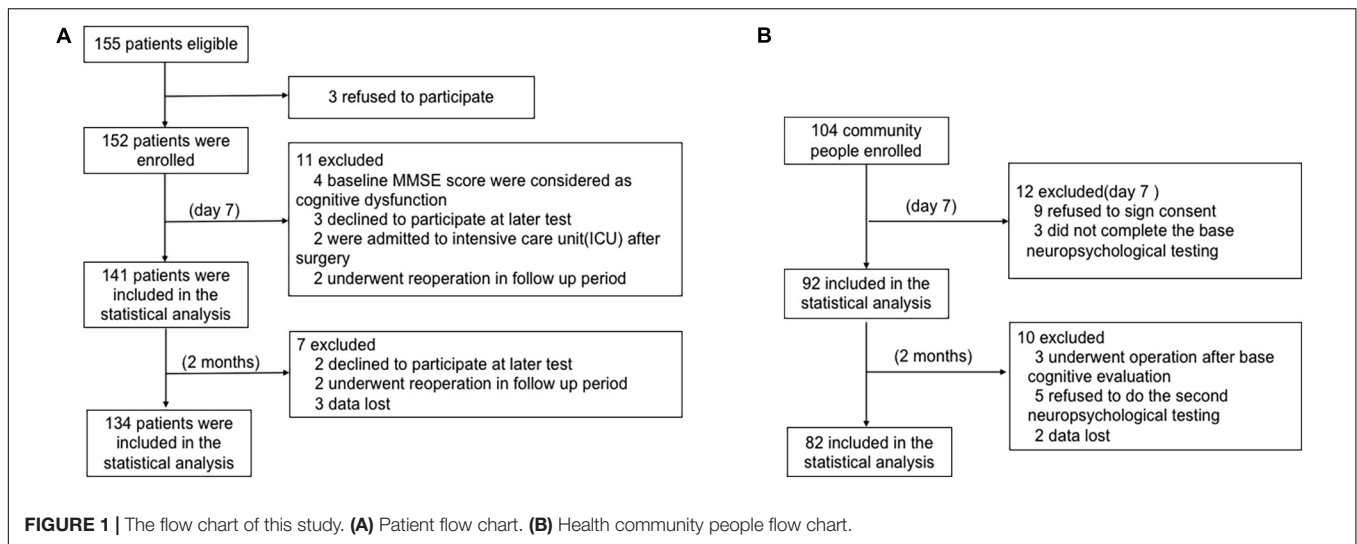 A
155 patients eligible
3 refused to participate
152 patients were
enrolled
11 excluded
4 baseline MMSE score were considered as
cognitive dysfunction
3 declined to participate at later test
2 were admitted to intensive care unit(ICU) after
surgery
2 underwent reoperation in follow up period
(day 7)
141 patients were
included in the
statistical analysis
7 excluded
2 declined to participate at later test
2 underwent reoperation in follow up period
3 data lost
(2 months)
134 patients were
included in the
statistical analysis
B
104 community
people enrolled
12 excluded(day 7 )
9 refused to sign consent
3 did not complete the base
neuropsychological testing
(day 7)
92 included in the
statistical analysis
10 excluded
3 underwent operation after base
cognitive evaluation
5 refused to do the second
neuropsychological testing
2 data lost
(2 months)
82 included in the
statistical analysis
FIGURE 1 | The flow chart of this study. (A) Patient flow chart. (B) Health community people flow chart.